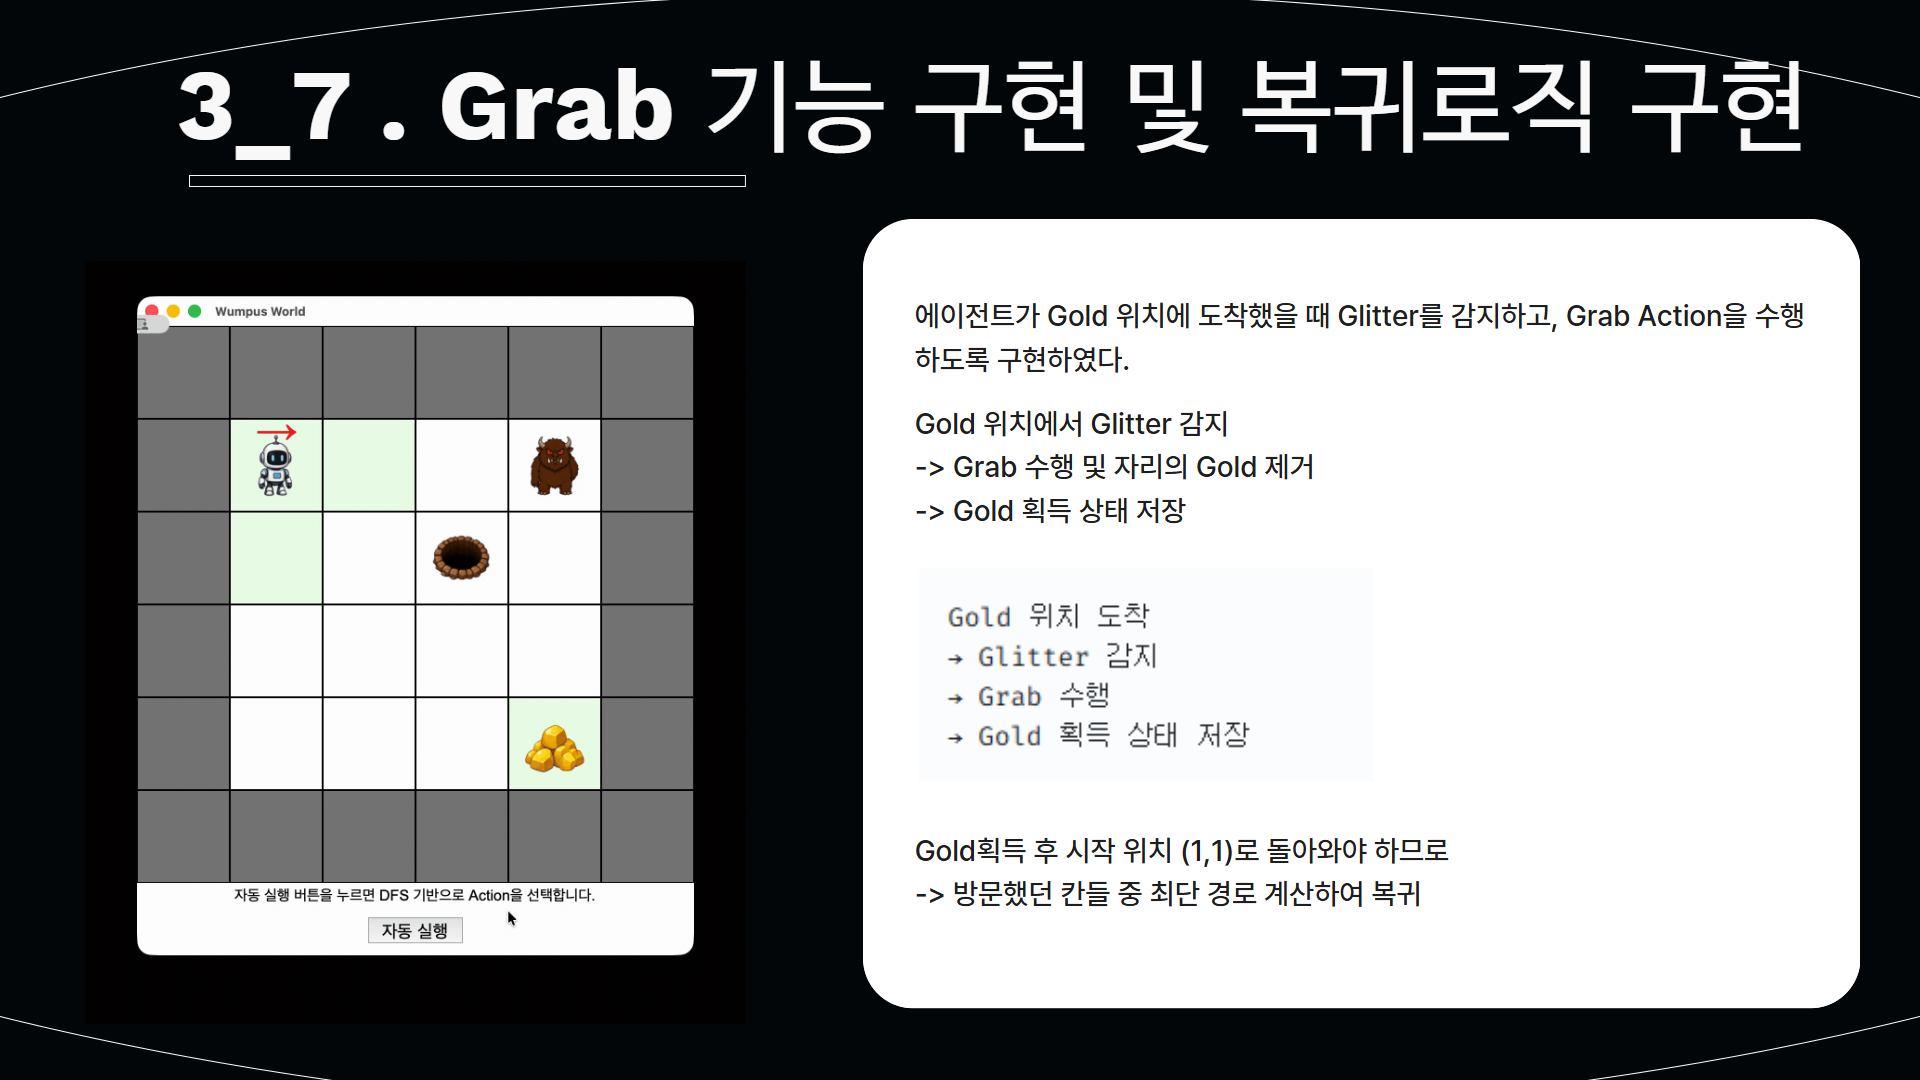 3_7 . Grab 기능 구현 및 복귀로직 구현
Wumpus World
자동 실행 버튼을 누르면 DFS 기반으로 Action을 선택합니다.
자동 실행
에이전트가 Gold 위치에 도착했을 때 Glitter를 감지하고, Grab Action을 수행
하도록 구현하였다.
Gold 위치에서 Glitter 감지
-> Grab 수행 및 자리의 Gold 제거
-> Gold 획득 상태 저장
Gold 위치 도착
→ Glitter 감지
→ Grab 수행
→ Gold 획득 상태 저장
Gold획득 후 시작 위치 (1,1)로 돌아와야 하므로
-> 방문했던 칸들 중 최단 경로 계산하여 복귀